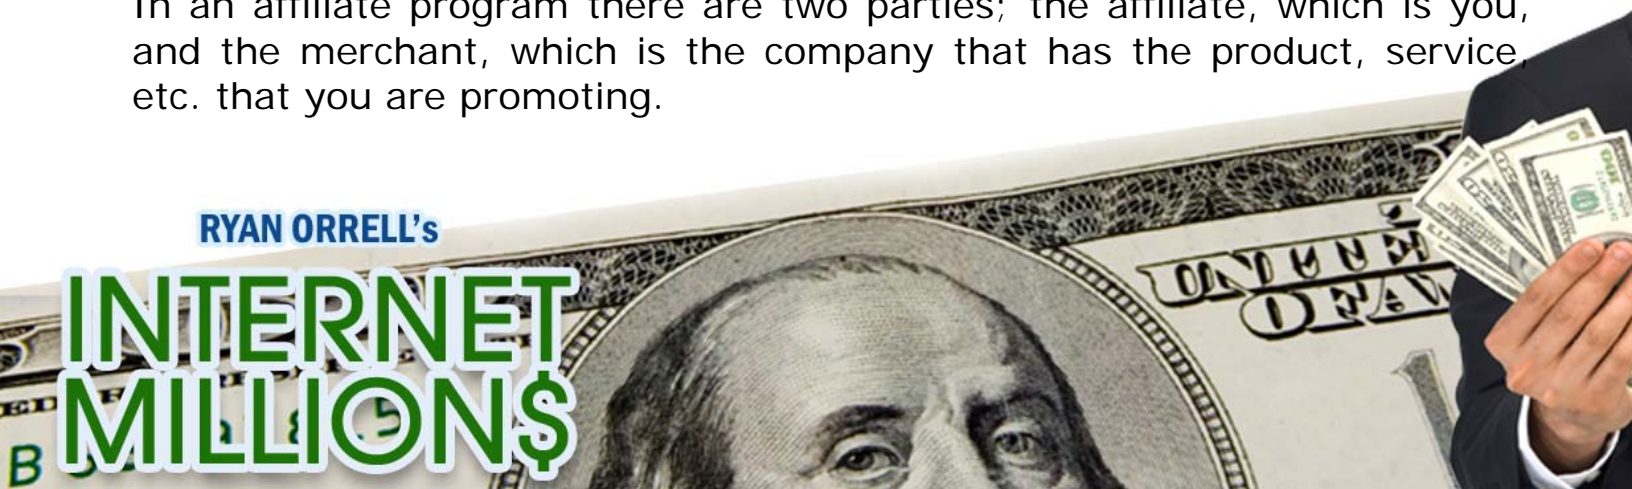 In an affiliate program there are two parties; the affiliate, which is you,
and the merchant, which is the company that has the product, service,
etc. that you are promoting.
RYAN ORRELL's
INTERNET
MILLION$